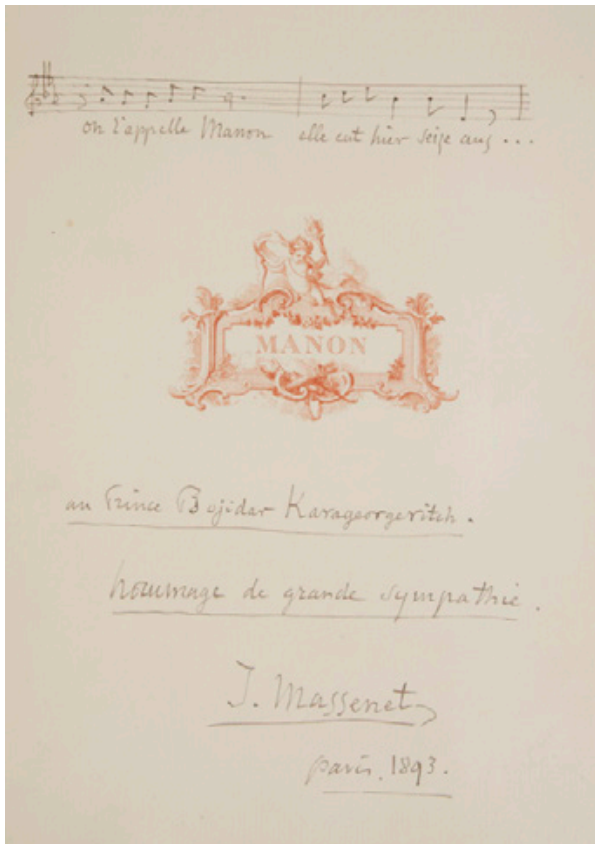 on l'appelle Manon elle eut hier seize ans...
MANON
au Prince Bojidar Karageorgevitch.
hommage de grande sympathie.
J. Massenet
Paris. 1893.